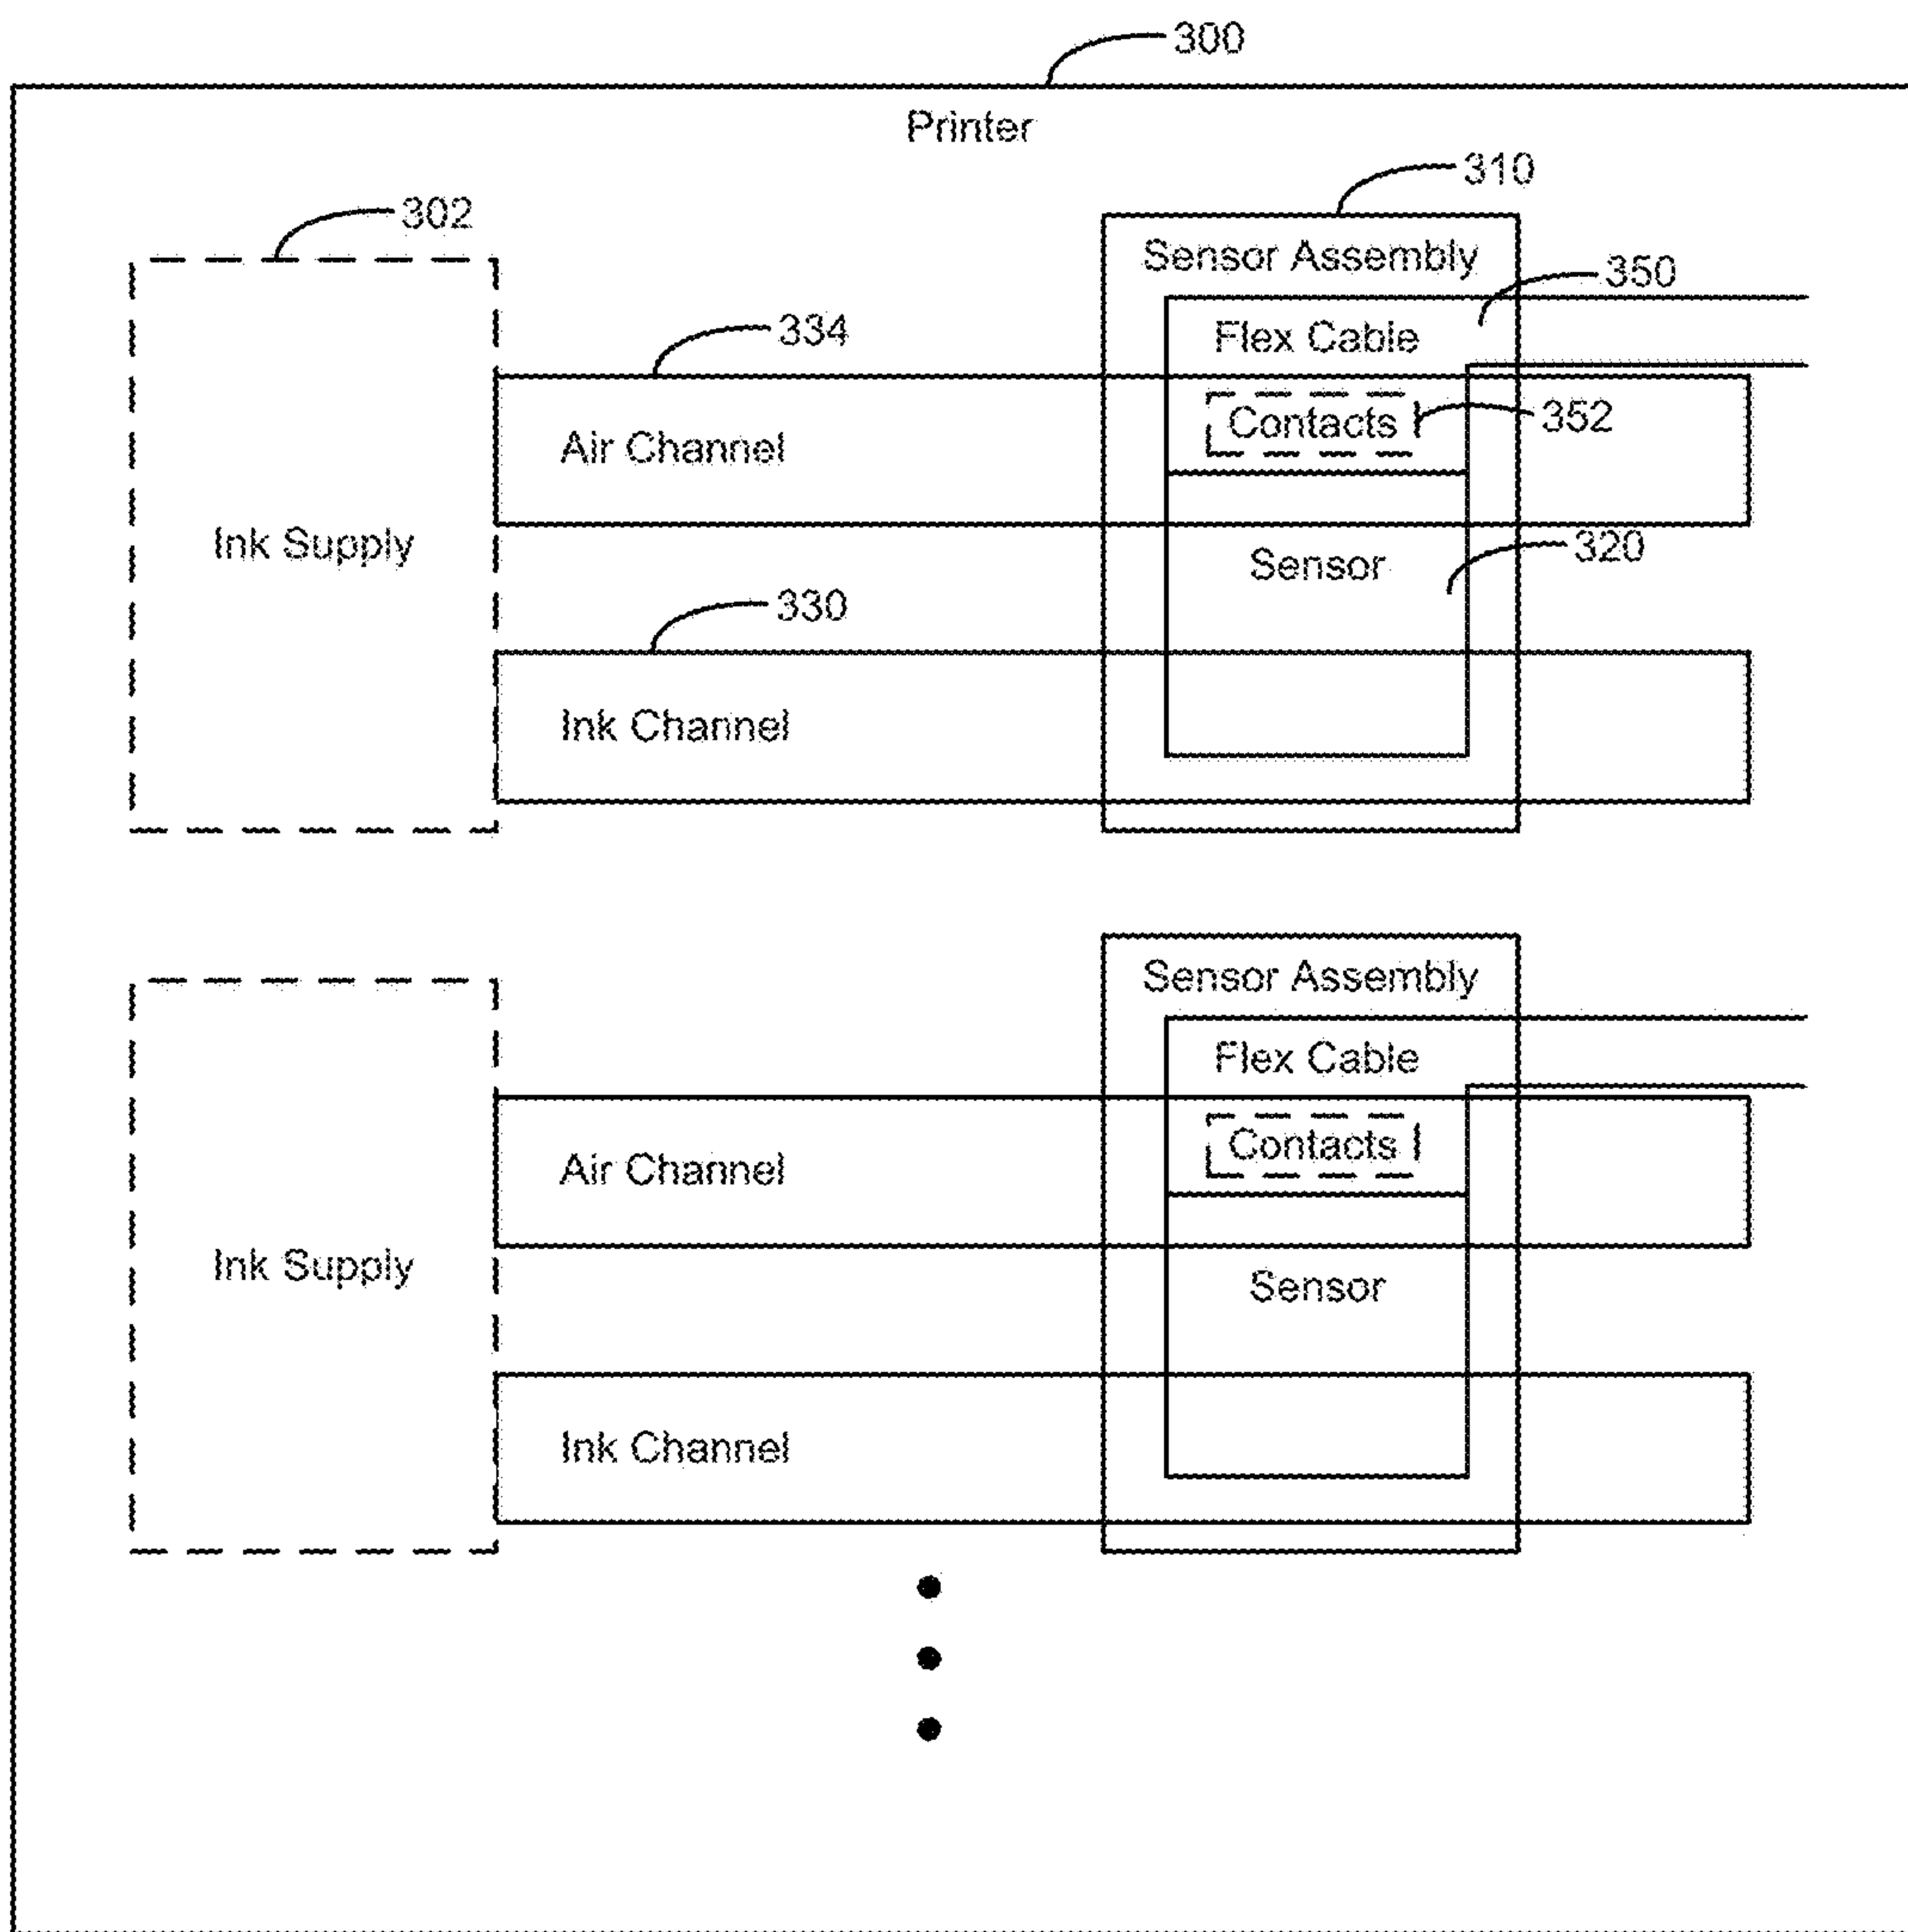 300
Printer
310
302
Sensor Assembly
350
334
Flex Cable
Contacts
352
Air Channel
Ink Supply
Sensor
320
330
Ink Channel
Sensor Assembly
Flex Cable
Contacts
Air Channel
Ink Supply
Sensor
Ink Channel